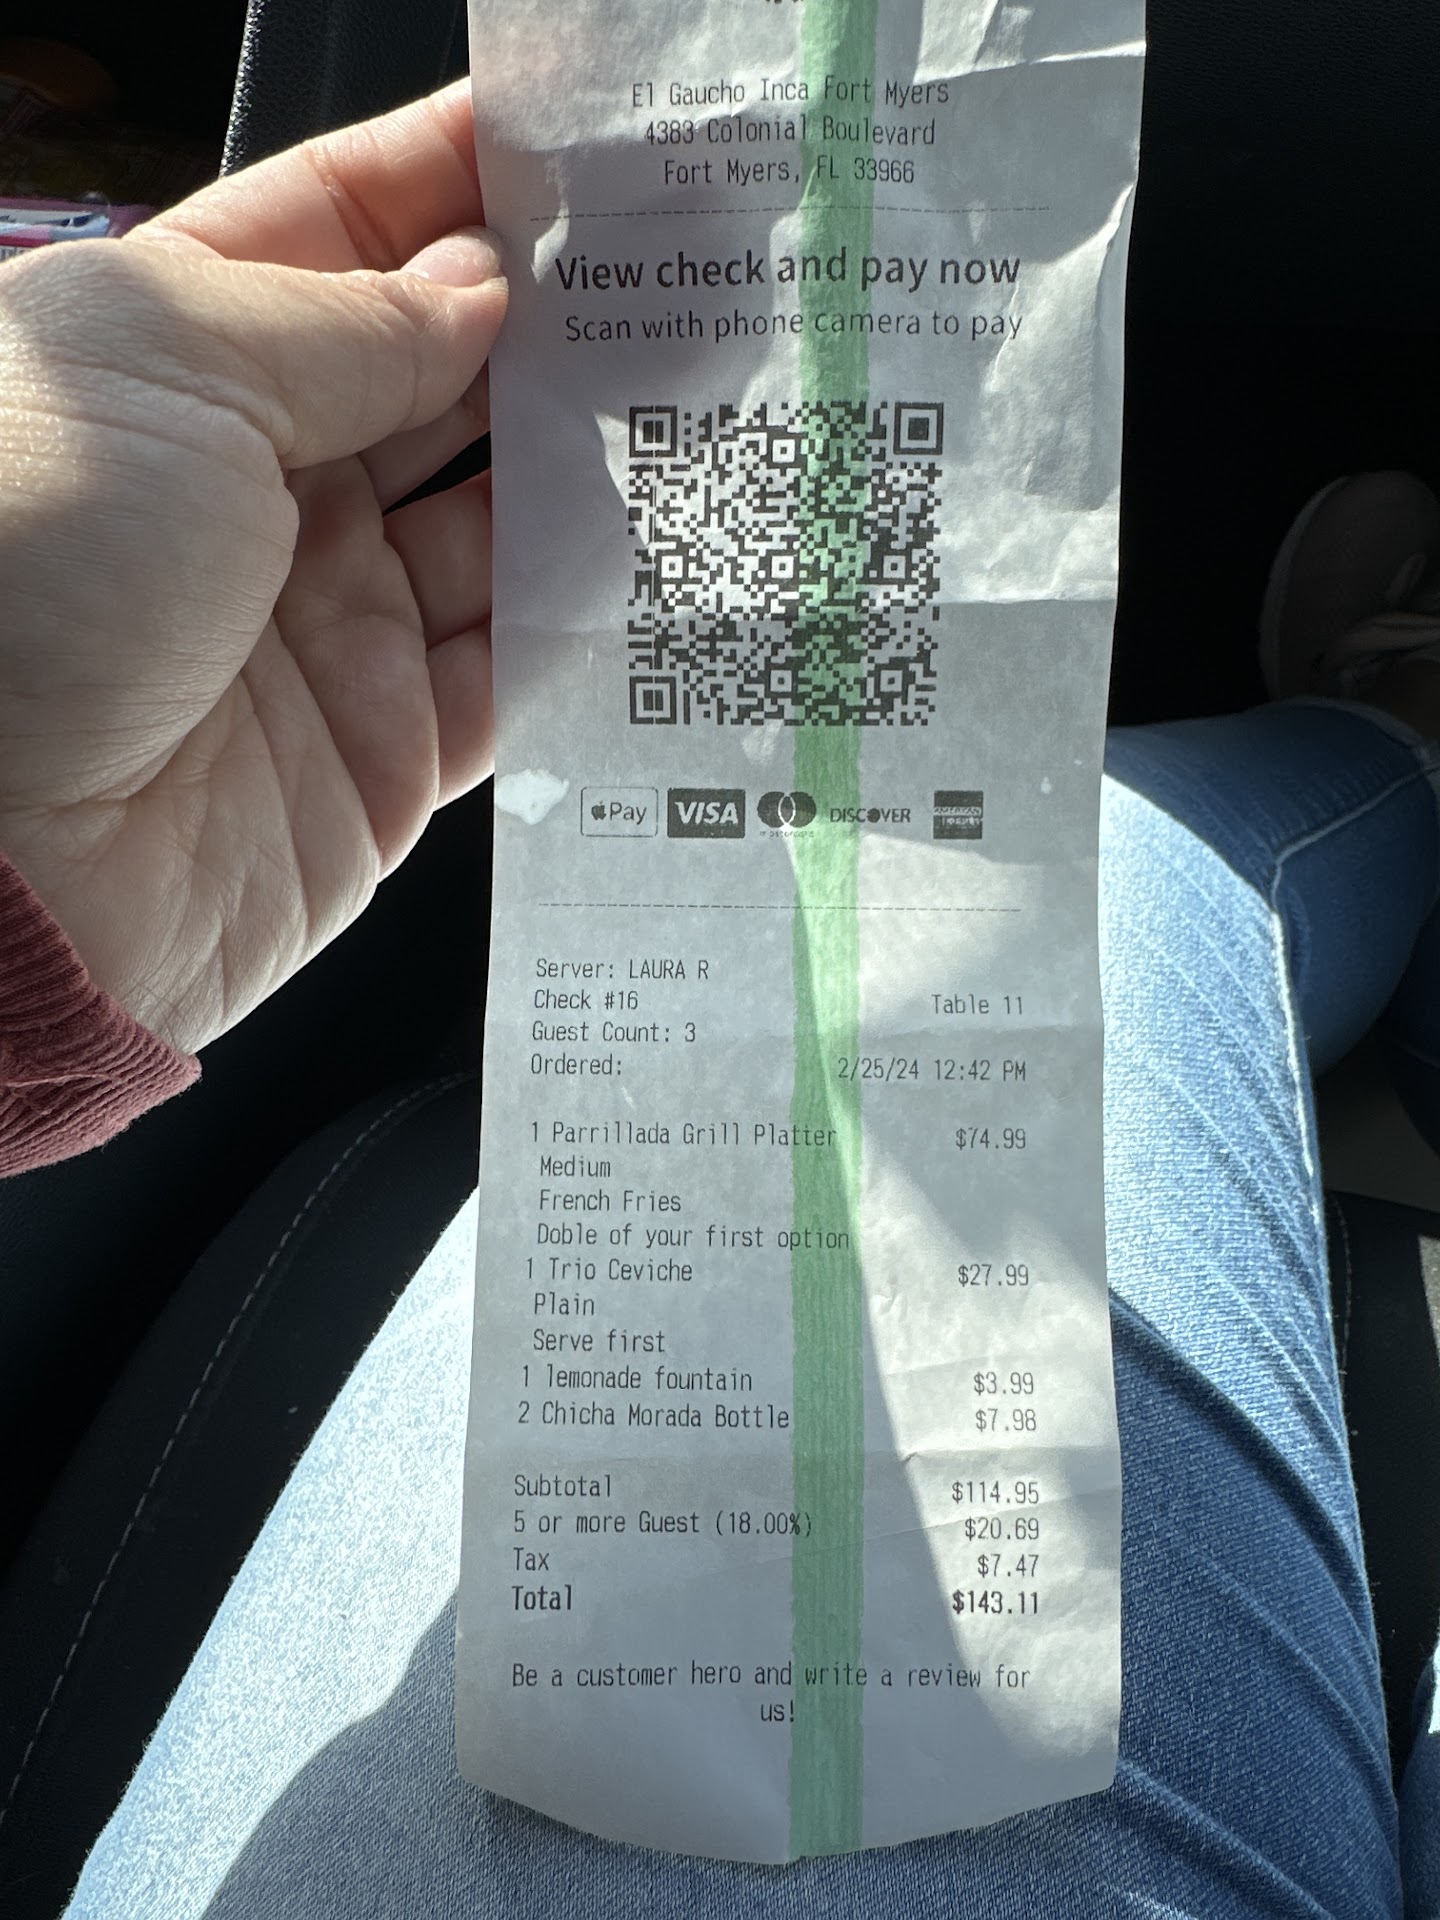 El Gaucho Inca Fort Myers
4383 Colonial Boulevard
Fort Myers, FL 33966
View check and pay now
Scan with phone camera to pay
Pay VISA DISCOVER AMERICAN EXPRESS
Server: LAURA R
Check #16 Table 11
Guest Count: 3
Ordered: 2/25/24 12:42 PM
1 Parrillada Grill Platter $74.99
Medium
French Fries
Doble of your first option
1 Trio Ceviche $27.99
Plain
Serve first
1 lemonade fountain $3.99
2 Chicha Morada Bottle $7.98
Subtotal $114.95
5 or more Guest (18.00%) $20.69
Tax $7.47
Total $143.11
Be a customer hero and write a review for
us!